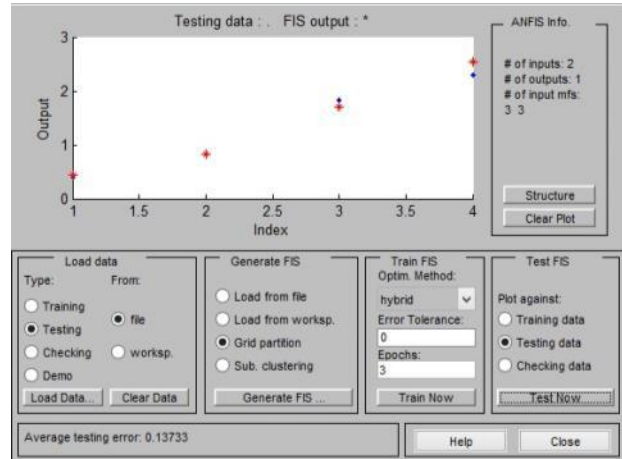 Testing data : .   FIS output : *
3
2
1
0
Output
1
1.5
2
2.5
3
3.5
4
Index
ANFIS Info.
# of inputs: 2
# of outputs: 1
# of input mfs:
3 3
Structure
Clear Plot
Load data
Type:
From:
Training
Testing
Checking
Demo
file
worksp.
Load Data...
Clear Data
Generate FIS
Load from file
Load from worksp.
Grid partition
Sub. clustering
Generate FIS ...
Train FIS
Optim. Method:
hybrid
Error Tolerance:
0
Epochs:
3
Train Now
Test FIS
Plot against:
Training data
Testing data
Checking data
Test Now
Average testing error: 0.13733
Help
Close